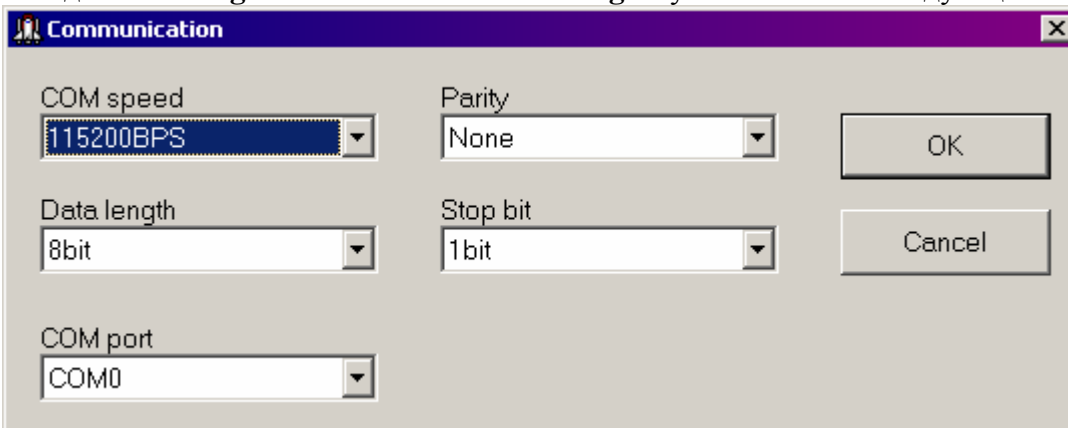 Communication
COM speed
Parity
115200BPS
None
OK
Data length
Stop bit
8bit
1bit
Cancel
COM port
COM0